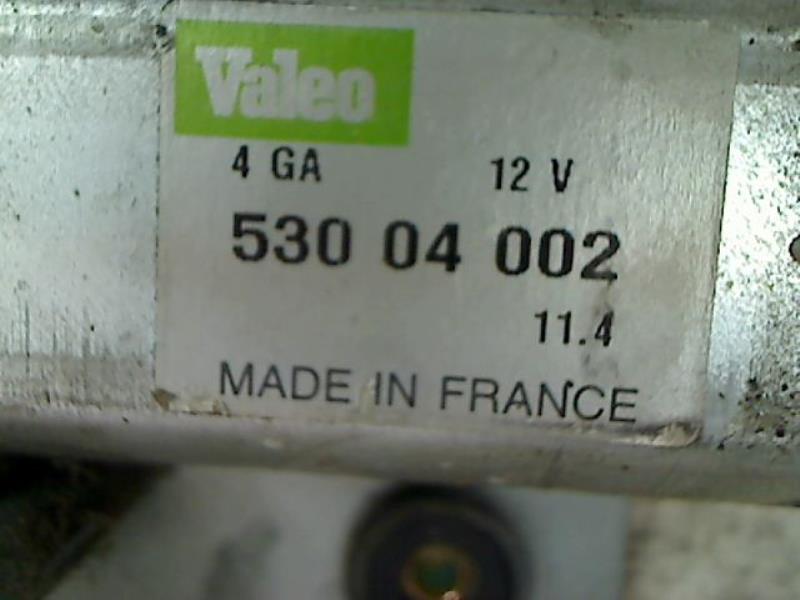 Valeo
4 GA 12 V
530 04 002
11.4
MADE IN FRANCE